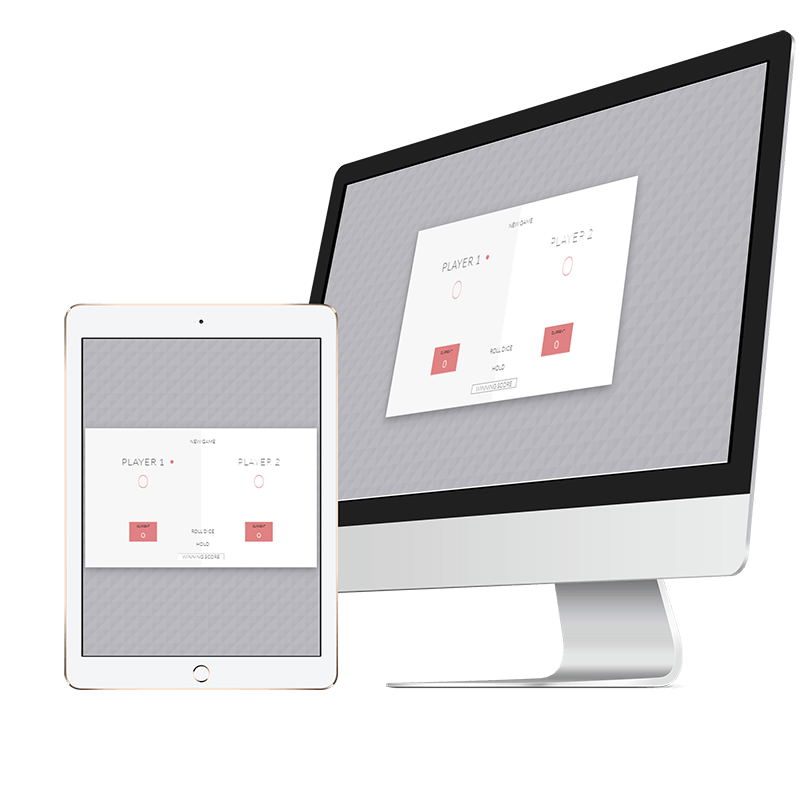 NEW GAME
PLAYER 1
PLAYER 2
0
0
CURRENT
0
CURRENT
0
ROLL DICE
HOLD
WINNING SCORE
NEW GAME
PLAYER 1
PLAYER 2
0
0
CURRENT
0
CURRENT
0
ROLL DICE
HOLD
WINNING SCORE